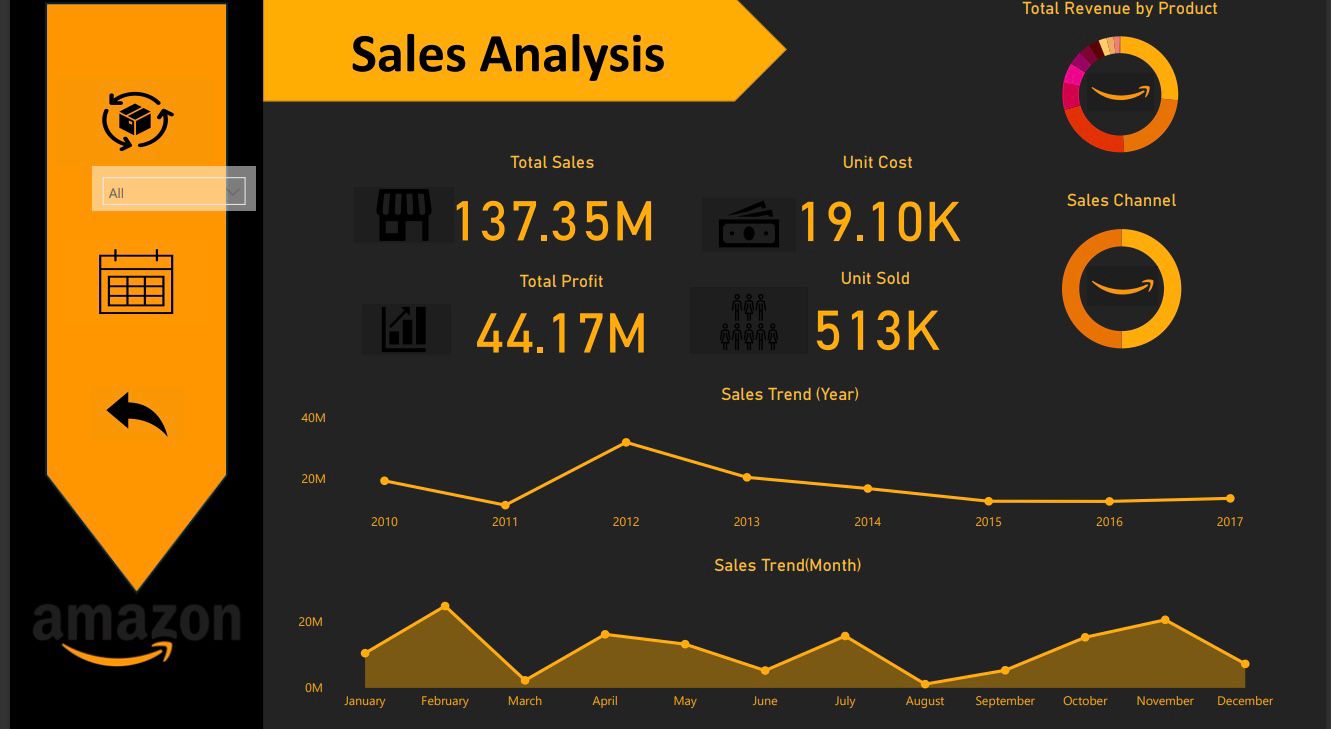 Sales Analysis
Total Revenue by Product
All
Total Sales
137.35M
Unit Cost
19.10K
Sales Channel
Total Profit
44.17M
Unit Sold
513K
Sales Trend (Year)
40M
20M
2010 2011 2012 2013 2014 2015 2016 2017
Sales Trend(Month)
20M
0M
January February March April May June July August September October November December
amazon